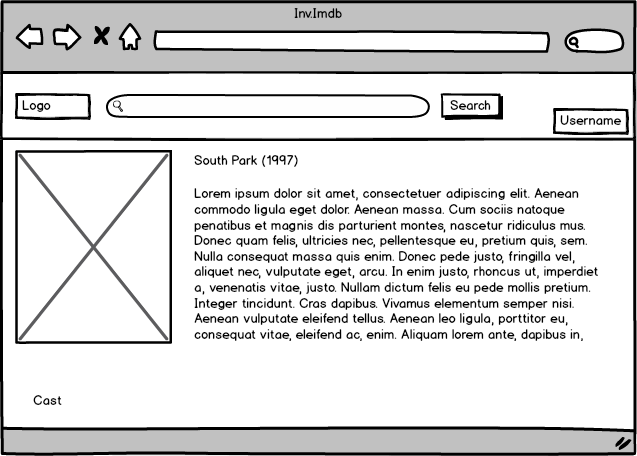 Inv.Imdb
Logo
Search
Username
South Park (1997)
Lorem ipsum dolor sit amet, consectetuer adipiscing elit. Aenean
commodo ligula eget dolor. Aenean massa. Cum sociis natoque
penatibus et magnis dis parturient montes, nascetur ridiculus mus.
Donec quam felis, ultricies nec, pellentesque eu, pretium quis, sem.
Nulla consequat massa quis enim. Donec pede justo, fringilla vel,
aliquet nec, vulputate eget, arcu. In enim justo, rhoncus ut, imperdiet
a, venenatis vitae, justo. Nullam dictum felis eu pede mollis pretium.
Integer tincidunt. Cras dapibus. Vivamus elementum semper nisi.
Aenean vulputate eleifend tellus. Aenean leo ligula, porttitor eu,
consequat vitae, eleifend ac, enim. Aliquam lorem ante, dapibus in,
Cast